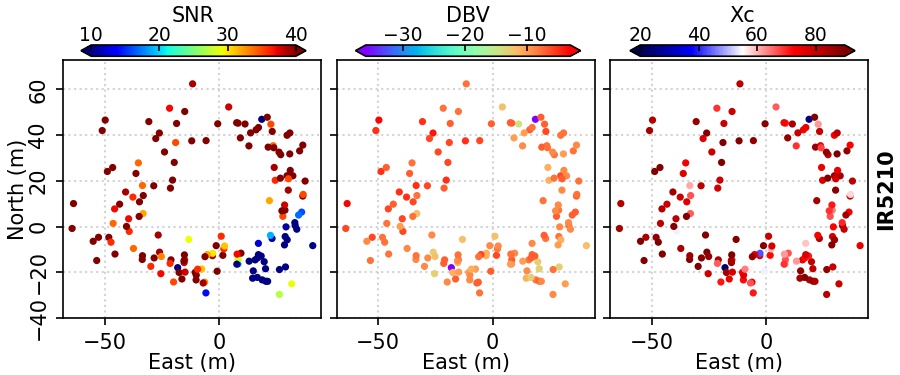 SNR
DBV
Xc
10 20 30 40
−30 −20 −10
20 40 60 80
60
40
20
0
−20
−40
North (m)
−50 0
−50 0
−50 0
East (m)
East (m)
East (m)
IR5210